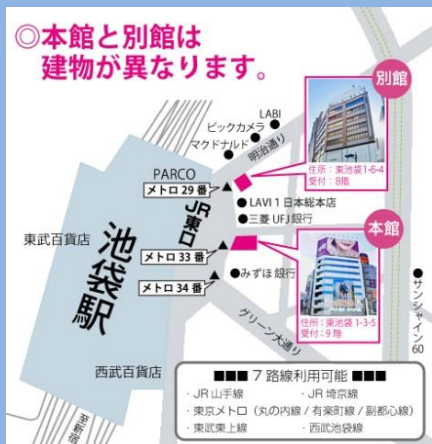 ◎本館と別館は
建物が異なります。
別館
LABI
ビックカメラ
マクドナルド
明治通り
住所：東池袋1-6-4
受付：8階
PARCO
メトロ 29 番
JR東口
LAVI 1 日本総本店
三菱 UFJ 銀行
本館
東武百貨店
池袋駅
メトロ 33 番
みずほ銀行
メトロ 34 番
住所：東池袋 1-3-5
受付：9階
サンシャイン60
グリーン大通り
西武百貨店
至新宿
■■■ 7 路線利用可能 ■■■
・JR 山手線
・JR 埼京線
・東京メトロ（丸の内線 / 有楽町線 / 副都心線）
・東武東上線
・西武池袋線